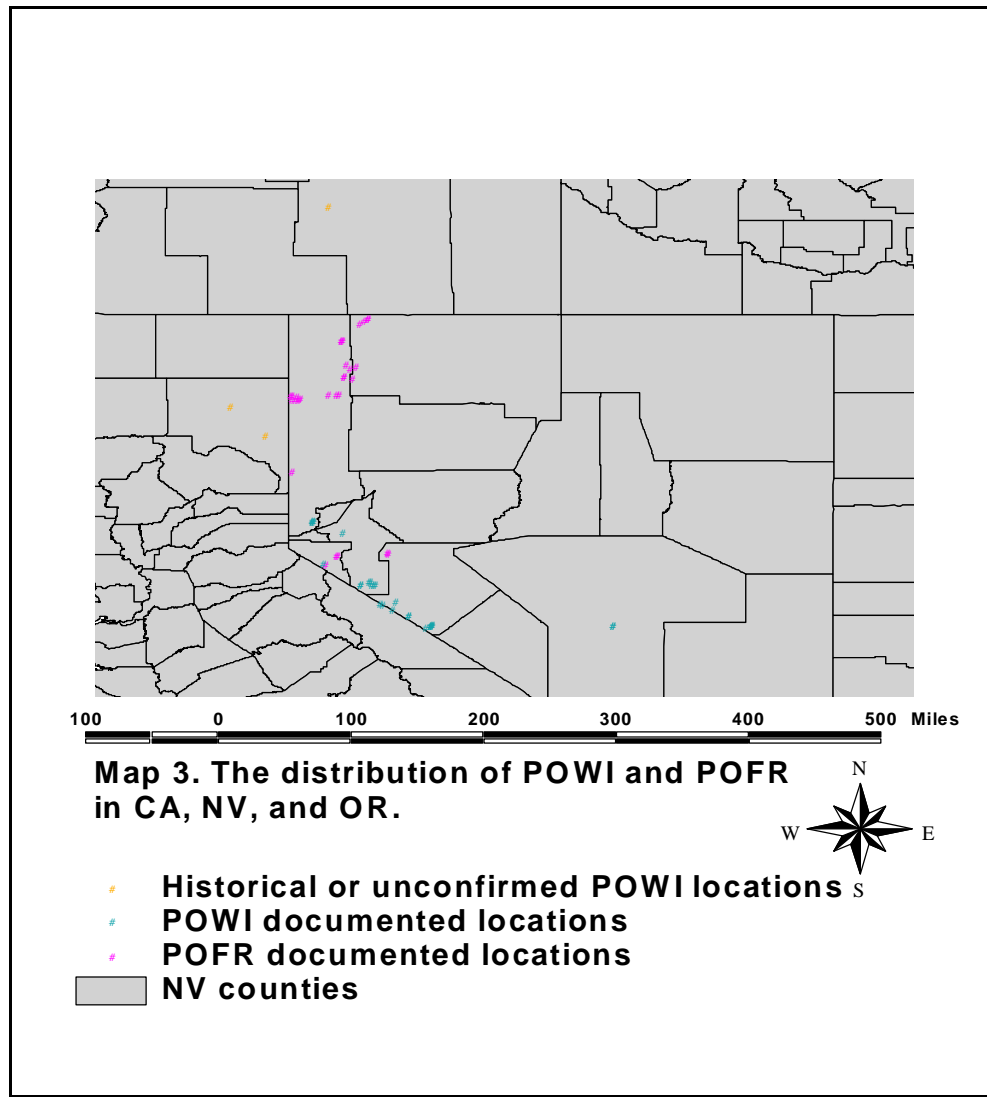 100 0 100 200 300 400 500 Miles
Map 3. The distribution of POWI and POFR
in CA, NV, and OR.
N
W E
S
# Historical or unconfirmed POWI locations
# POWI documented locations
# POFR documented locations
NV counties